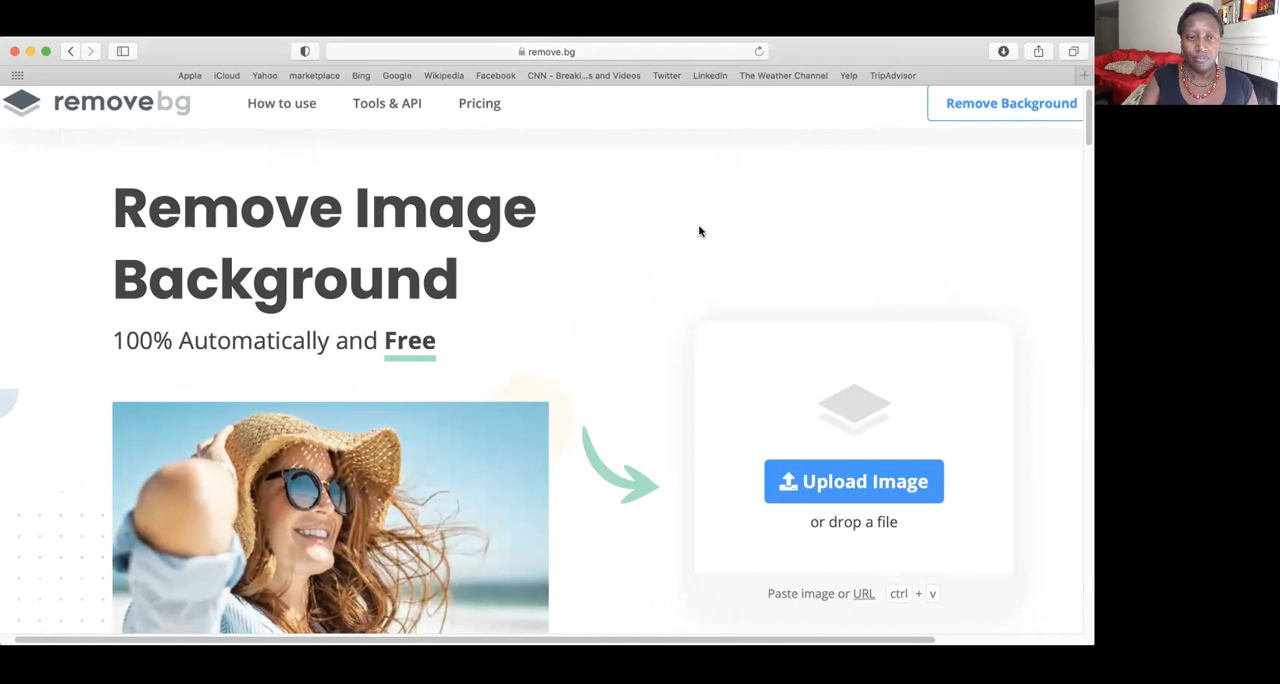 remove.bg
Apple iCloud Yahoo marketplace Bing Google Wikipedia Facebook CNN - Breaki...s and Videos Twitter LinkedIn The Weather Channel Yelp TripAdvisor
removebg How to use Tools & API Pricing Remove Background
Remove Image
Background
100% Automatically and Free
Upload Image
or drop a file
Paste image or URL ctrl + v